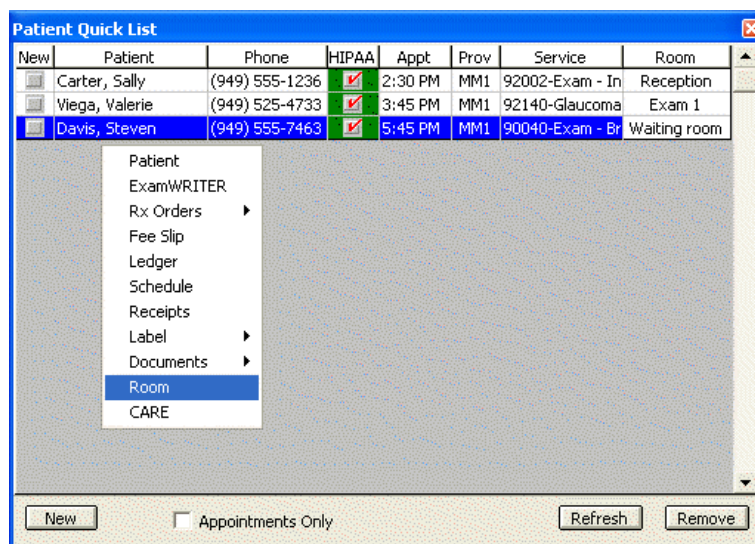 Patient Quick List
New Patient Phone HIPAA Appt Prov Service Room
Carter, Sally (949) 555-1236 2:30 PM MM1 92002-Exam - In Reception
Viega, Valerie (949) 525-4733 3:45 PM MM1 92140-Glaucoma Exam 1
Davis, Steven (949) 555-7463 5:45 PM MM1 90040-Exam - Br Waiting room
Patient
ExamWRITER
Rx Orders
Fee Slip
Ledger
Schedule
Receipts
Label
Documents
Room
CARE
New Appointments Only Refresh Remove